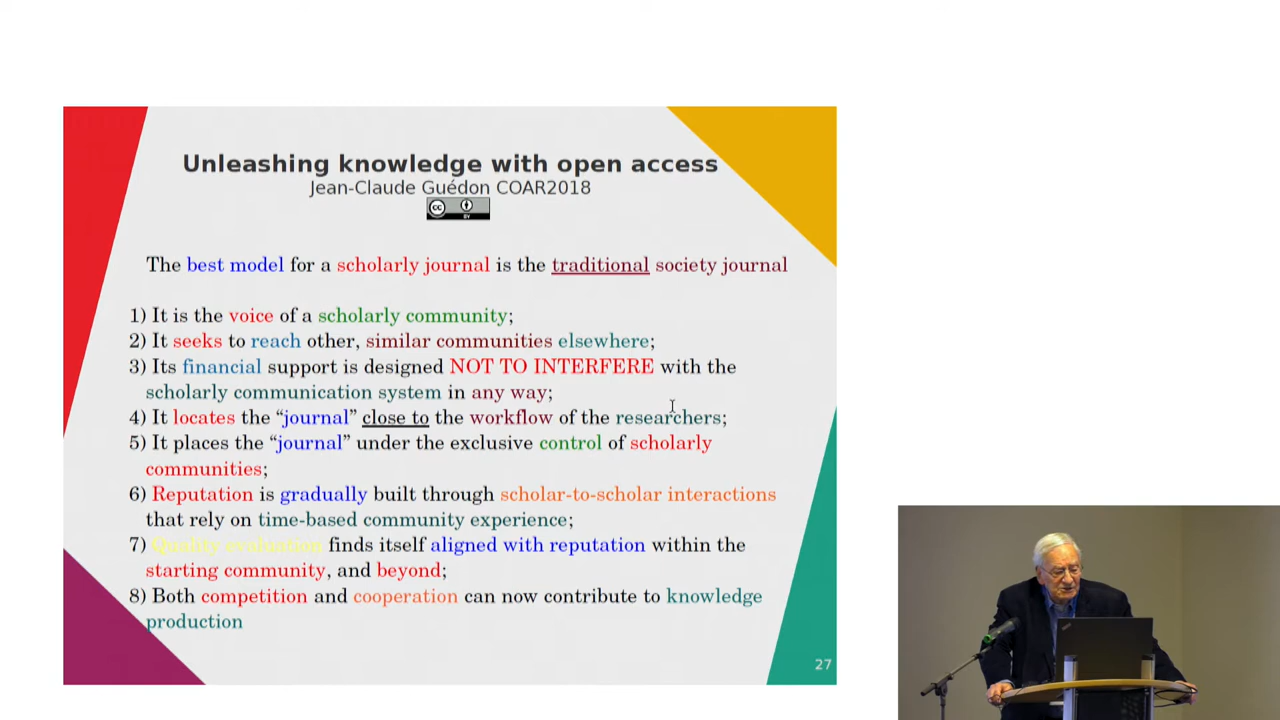 Unleashing knowledge with open access
Jean-Claude Guédon COAR2018
cc BY
The best model for a scholarly journal is the traditional society journal
1) It is the voice of a scholarly community;
2) It seeks to reach other, similar communities elsewhere;
3) Its financial support is designed NOT TO INTERFERE with the
scholarly communication system in any way;
4) It locates the “journal” close to the workflow of the researchers;
5) It places the “journal” under the exclusive control of scholarly
communities;
6) Reputation is gradually built through scholar-to-scholar interactions
that rely on time-based community experience;
7) Quality evaluation finds itself aligned with reputation within the
starting community, and beyond;
8) Both competition and cooperation can now contribute to knowledge
production
27